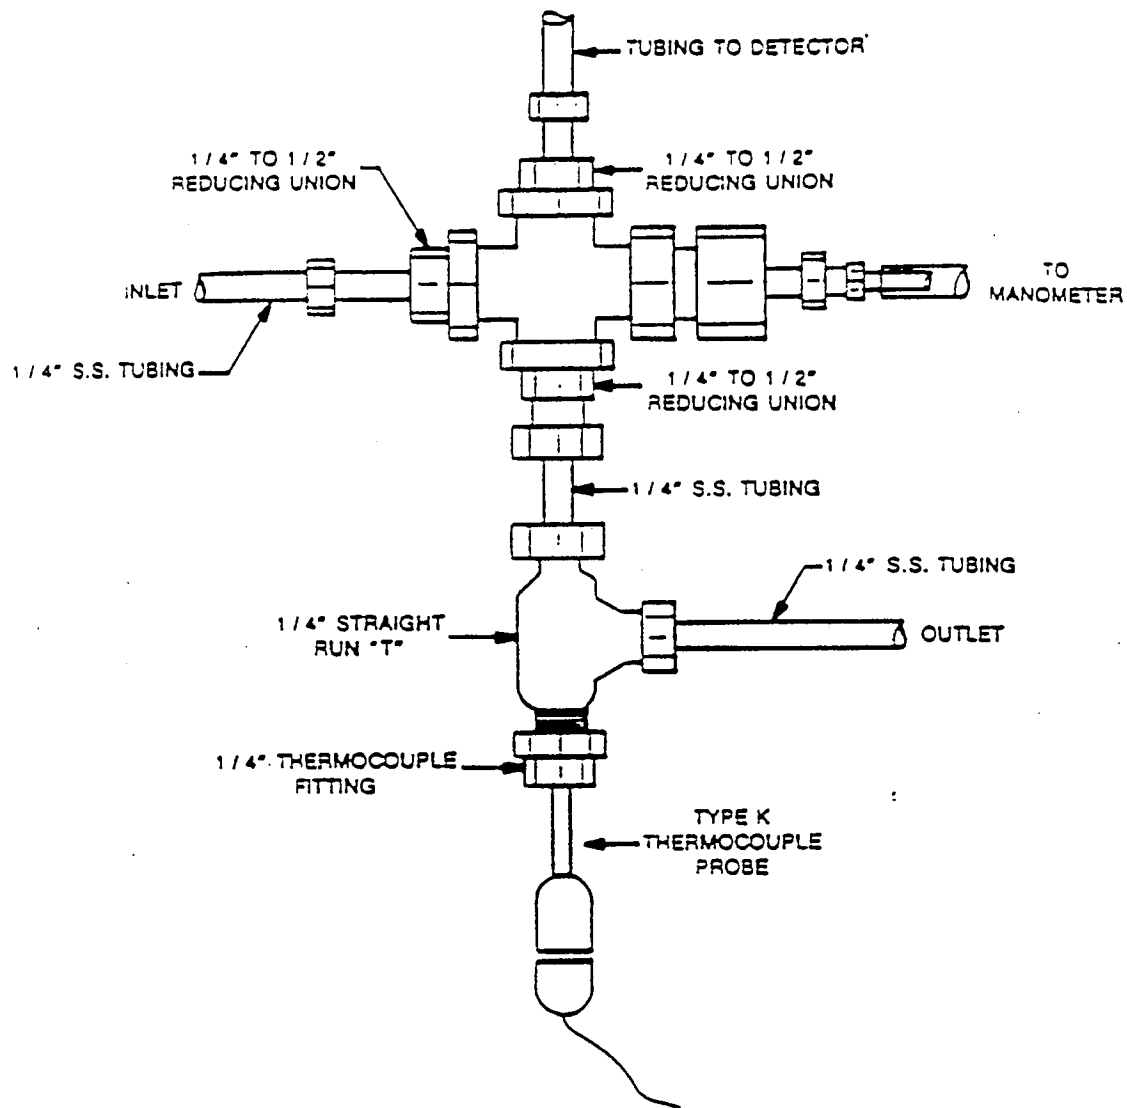 TUBING TO DETECTOR
1/4" TO 1/2"
REDUCING UNION
1/4" TO 1/2"
REDUCING UNION
INLET
TO
MANOMETER
1/4" S.S. TUBING
1/4" TO 1/2"
REDUCING UNION
1/4" S.S. TUBING
1/4" S.S. TUBING
1/4" STRAIGHT
RUN "T"
OUTLET
1/4" THERMOCOUPLE
FITTING
TYPE K
THERMOCOUPLE
PROBE